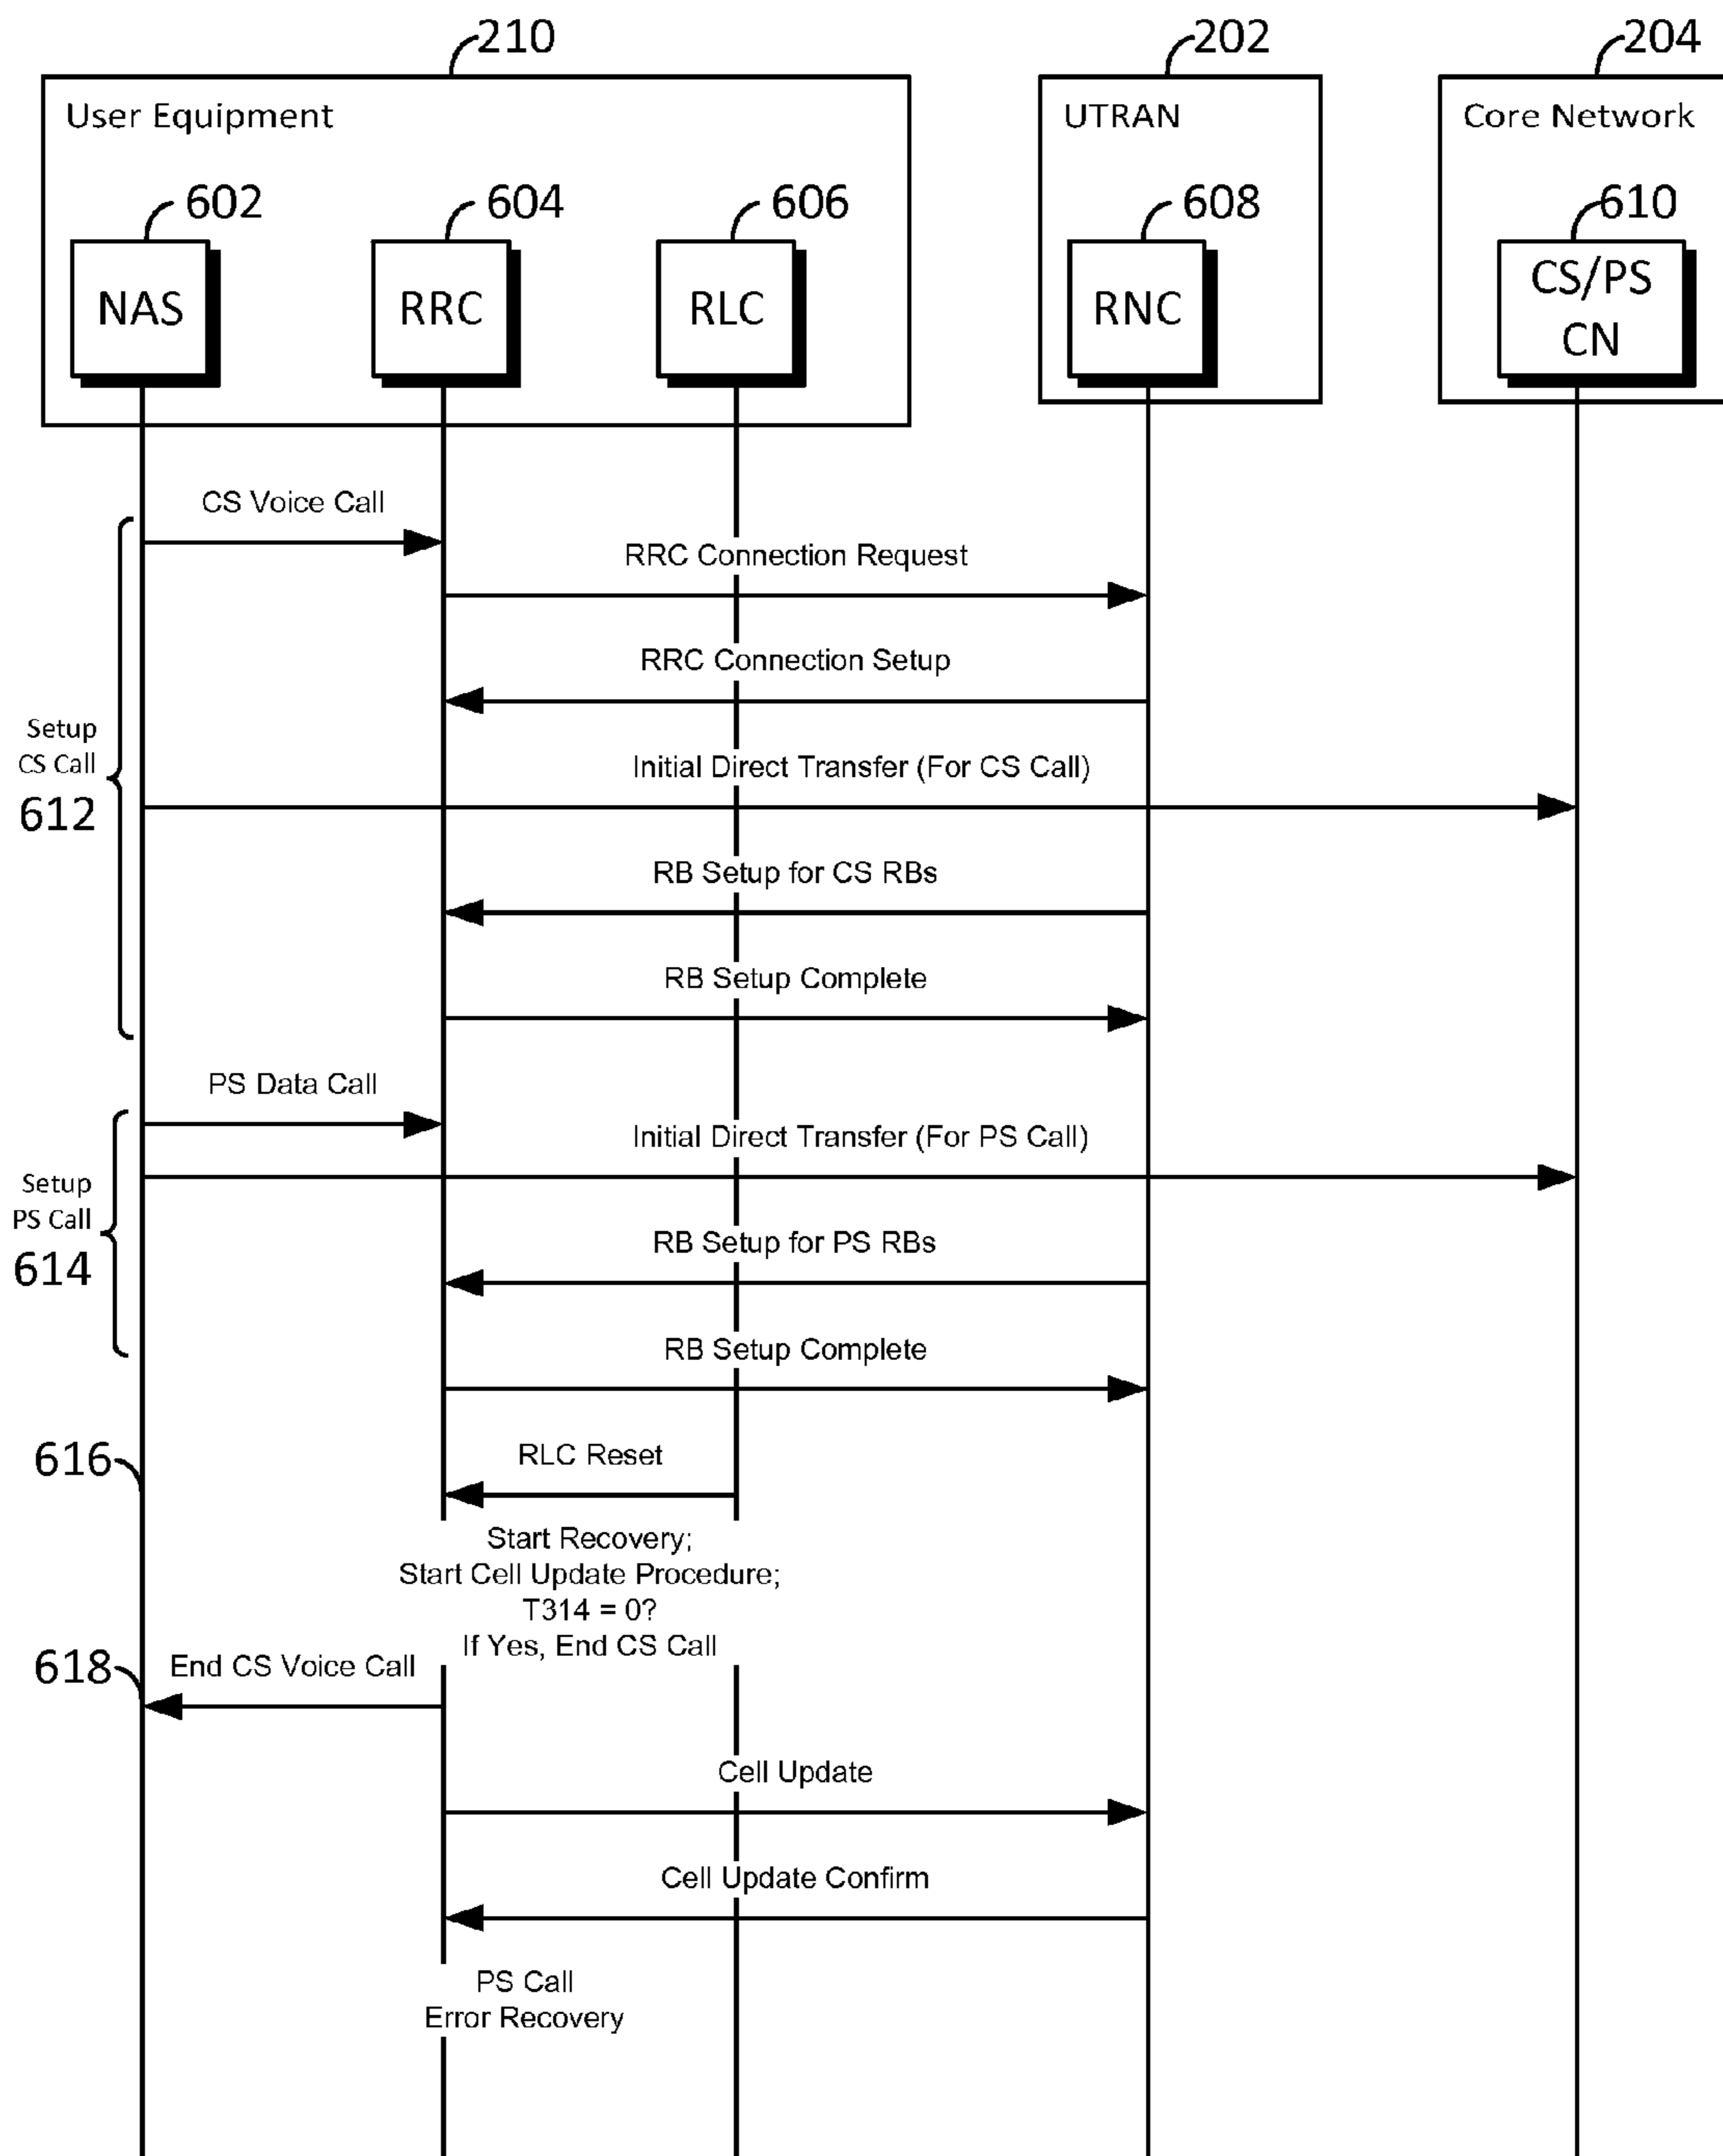 210
202
204
User Equipment
UTRAN
Core Network
602
604
606
608
610
NAS
RRC
RLC
RNC
CS/PS
CN
CS Voice Call
RRC Connection Request
RRC Connection Setup
Setup
CS Call
612
Initial Direct Transfer (For CS Call)
RB Setup for CS RBs
RB Setup Complete
PS Data Call
Initial Direct Transfer (For PS Call)
Setup
PS Call
614
RB Setup for PS RBs
RB Setup Complete
616
RLC Reset
Start Recovery;
Start Cell Update Procedure;
T314 = 0?
If Yes, End CS Call
618
End CS Voice Call
Cell Update
Cell Update Confirm
PS Call
Error Recovery